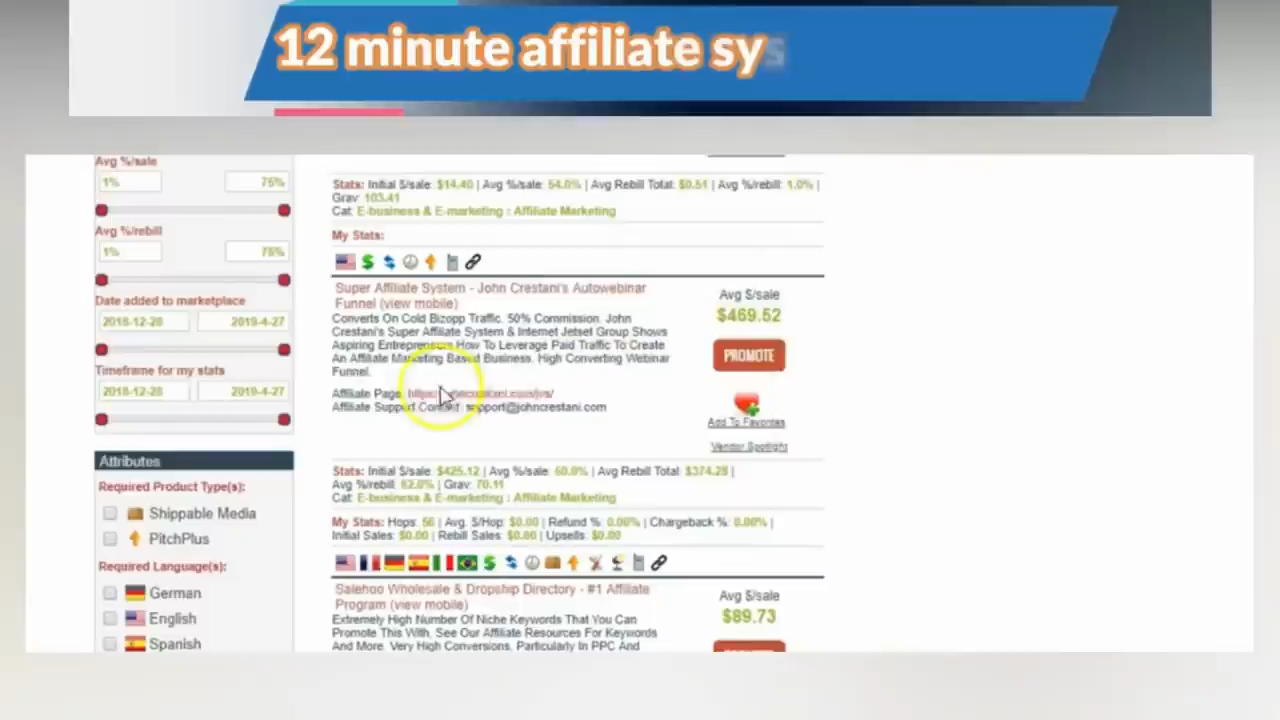 12 minute affiliate sys
Avg %/sale
1% 75%
Avg %/rebill
1% 75%
Date added to marketplace
2018-12-28 2019-4-27
Timeframe for my stats
2018-12-28 2019-4-27
Attributes
Required Product Type(s):
Shippable Media
PitchPlus
Required Language(s):
German
English
Spanish
Stats: Initial $/sale: $14.40 | Avg %/sale: 54.0% | Avg Rebill Total: $0.51 | Avg %/rebill: 1.0% |
Grav: 103.41
Cat: E-business & E-marketing : Affiliate Marketing
My Stats:
Super Affiliate System - John Crestani's Autowebinar
Funnel (view mobile)
Converts On Cold Bizopp Traffic. 50% Commission. John
Crestani's Super Affiliate System & Internet Jetset Group Shows
Aspiring Entrepreneurs How To Leverage Paid Traffic To Create
An Affiliate Marketing Based Business. High Converting Webinar
Funnel.
Affiliate Page:
Affiliate Support Contact: support@johncrestani.com
Avg $/sale
$469.52
PROMOTE
Add To Favorites
Vendor Spotlight
Stats: Initial $/sale: $425.12 | Avg %/sale: 60.0% | Avg Rebill Total: $374.28 |
Avg %/rebill: 62.0% | Grav: 70.11
Cat: E-business & E-marketing : Affiliate Marketing
My Stats: Hops: 56 | Avg. $/Hop: $0.00 | Refund %: 0.00% | Chargeback %: 0.00% |
Initial Sales: $0.00 | Rebill Sales: $0.00 | Upsells: $0.00
Salehoo Wholesale & Dropship Directory - #1 Affiliate
Program (view mobile)
Extremely High Number Of Niche Keywords That You Can
Promote This With, See Our Affiliate Resources For Keywords
And More. Very High Conversions, Particularly In PPC And
Avg $/sale
$89.73